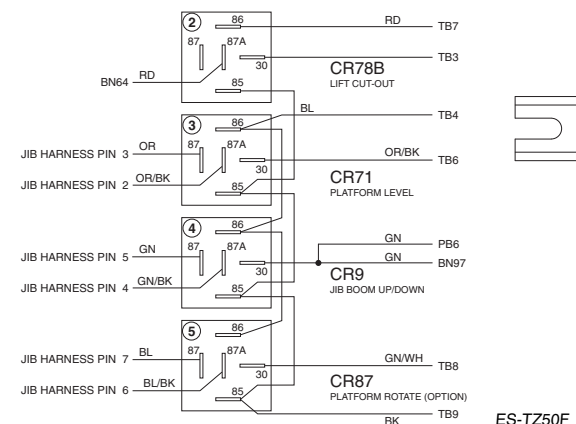 2 86 RD TB7
87 87A
30 TB3
CR78B
LIFT CUT-OUT
BN64 RD
85
BL TB4
3 86
87 87A
JIB HARNESS PIN 3 OR
OR/BK TB6
30
CR71
PLATFORM LEVEL
JIB HARNESS PIN 2 OR/BK
85
4 86
87 87A
GN PB6
JIB HARNESS PIN 5 GN
GN BN97
30
CR9
JIB BOOM UP/DOWN
JIB HARNESS PIN 4 GN/BK
85
5 86
87 87A
JIB HARNESS PIN 7 BL
GN/WH TB8
30
CR87
PLATFORM ROTATE (OPTION)
JIB HARNESS PIN 6 BL/BK
85
TB9
BK
ES-TZ50F